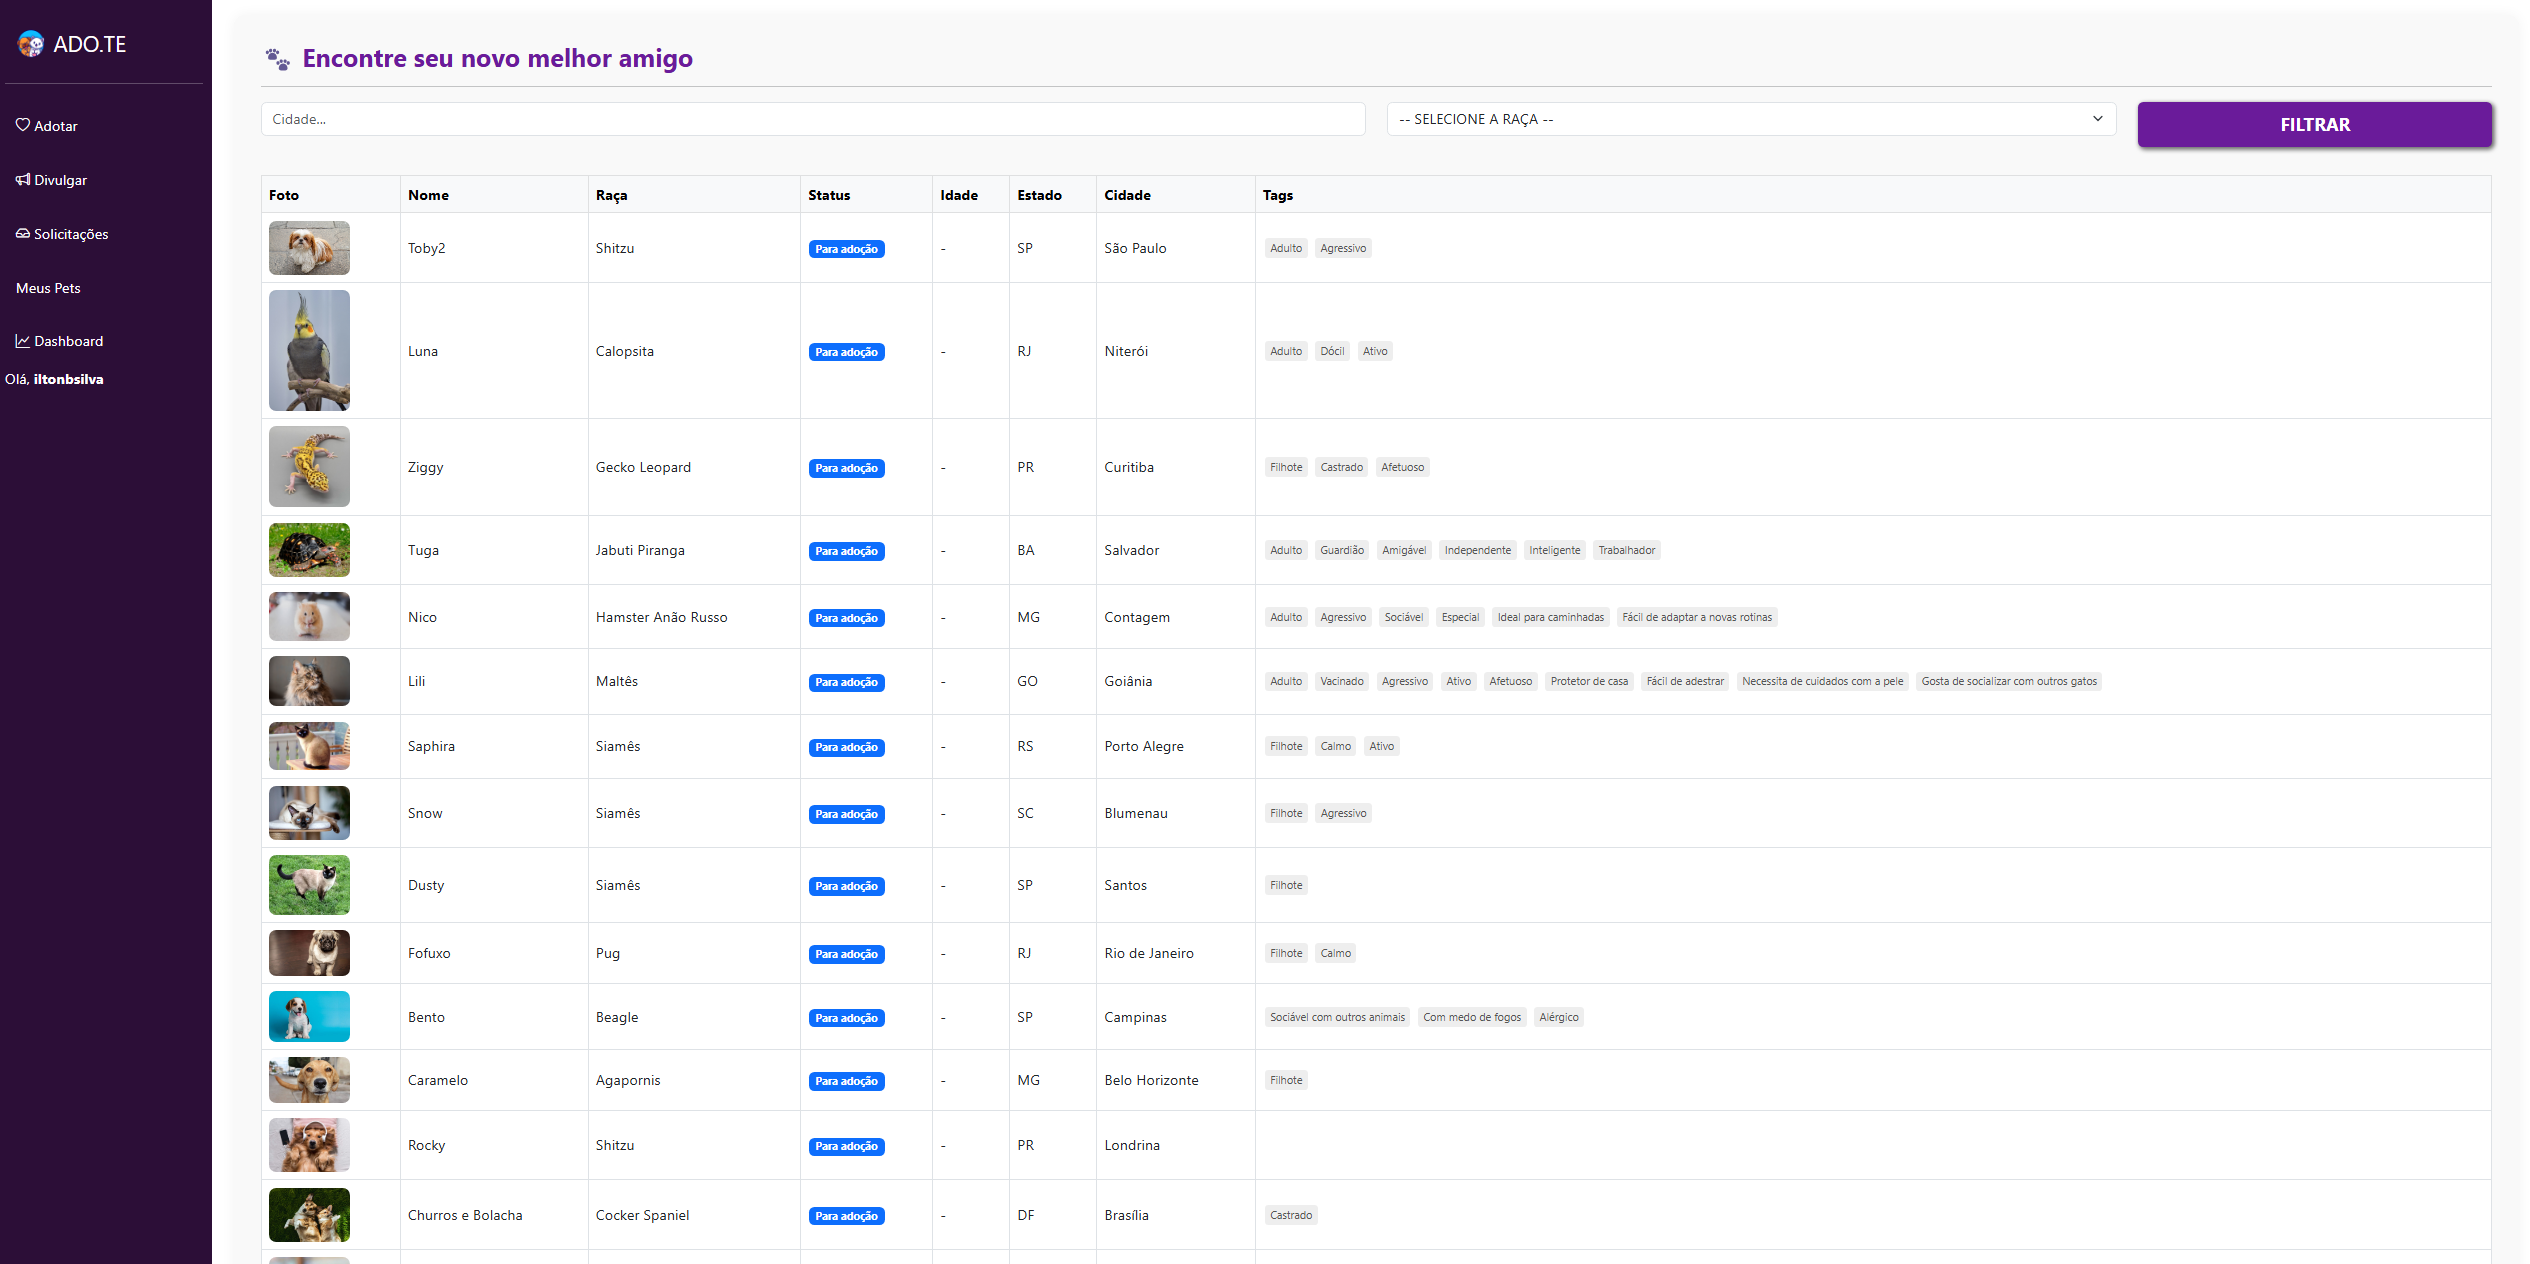 ADO.TE
Adotar
Divulgar
Solicitações
Meus Pets
Dashboard
Olá, iltonbsilva
Encontre seu novo melhor amigo
Cidade... -- SELECIONE A RAÇA -- FILTRAR
Foto Nome Raça Status Idade Estado Cidade Tags
Toby2 Shitzu Para adoção - SP São Paulo Adulto Agressivo
Luna Calopsita Para adoção - RJ Niterói Adulto Dócil Ativo
Ziggy Gecko Leopard Para adoção - PR Curitiba Filhote Castrado Afetuoso
Tuga Jabuti Piranga Para adoção - BA Salvador Adulto Guardião Amigável Independente Inteligente Trabalhador
Nico Hamster Anão Russo Para adoção - MG Contagem Adulto Agressivo Sociável Especial Ideal para caminhadas Fácil de adaptar a novas rotinas
Lili Maltês Para adoção - GO Goiânia Adulto Vacinado Agressivo Ativo Afetuoso Protetor de casa Fácil de adestrar Necessita de cuidados com a pele Gosta de socializar com outros gatos
Saphira Siamês Para adoção - RS Porto Alegre Filhote Calmo Ativo
Snow Siamês Para adoção - SC Blumenau Filhote Agressivo
Dusty Siamês Para adoção - SP Santos Filhote
Fofuxo Pug Para adoção - RJ Rio de Janeiro Filhote Calmo
Bento Beagle Para adoção - SP Campinas Sociável com outros animais Com medo de fogos Alérgico
Caramelo Agapornis Para adoção - MG Belo Horizonte Filhote
Rocky Shitzu Para adoção - PR Londrina
Churros e Bolacha Cocker Spaniel Para adoção - DF Brasília Castrado